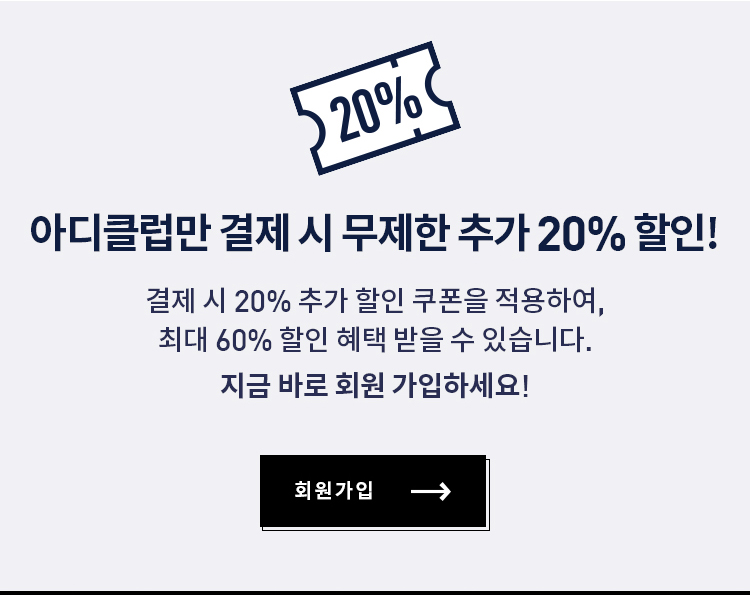 20%
아디클럽만 결제 시 무제한 추가 20% 할인!
결제 시 20% 추가 할인 쿠폰을 적용하여,
최대 60% 할인 혜택 받을 수 있습니다.
지금 바로 회원 가입하세요!
회원가입